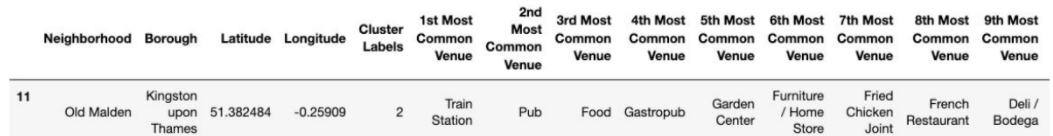 Neighborhood Borough Latitude Longitude Cluster Labels 1st Most Common Venue 2nd Most Common Venue 3rd Most Common Venue 4th Most Common Venue 5th Most Common Venue 6th Most Common Venue 7th Most Common Venue 8th Most Common Venue 9th Most Common Venue
11 Old Malden Kingston upon Thames 51.382484 -0.25909 2 Train Station Pub Food Gastropub Garden Center Furniture / Home Store Fried Chicken Joint French Restaurant Deli / Bodega